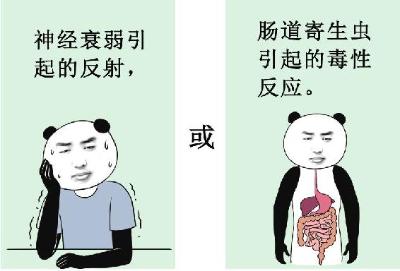 神经衰弱引
起的反射，
或
肠道寄生虫
引起的毒性
反应。